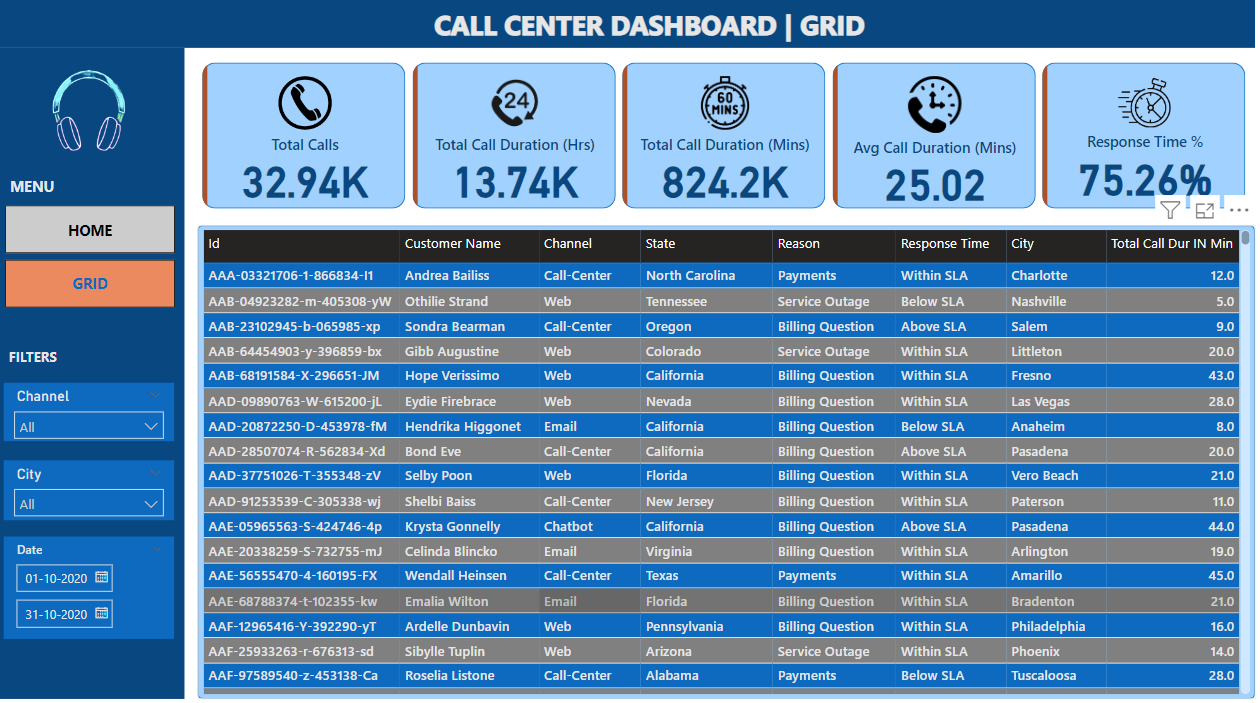 CALL CENTER DASHBOARD | GRID
MENU
HOME
GRID
FILTERS
Channel
All
City
All
Date
01-10-2020
31-10-2020
Total Calls
32.94K
24
Total Call Duration (Hrs)
13.74K
60
MINS
Total Call Duration (Mins)
824.2K
Avg Call Duration (Mins)
25.02
Response Time %
75.26%
Id Customer Name Channel State Reason Response Time City Total Call Dur IN Min
AAA-03321706-1-866834-I1 Andrea Bailiss Call-Center North Carolina Payments Within SLA Charlotte 12.0
AAB-04923282-m-405308-yW Othilie Strand Web Tennessee Service Outage Below SLA Nashville 5.0
AAB-23102945-b-065985-xp Sondra Bearman Call-Center Oregon Billing Question Above SLA Salem 9.0
AAB-64454903-y-396859-bx Gibb Augustine Web Colorado Service Outage Within SLA Littleton 20.0
AAB-68191584-X-296651-JM Hope Verissimo Web California Billing Question Within SLA Fresno 43.0
AAD-09890763-W-615200-jL Eydie Firebrace Web Nevada Billing Question Within SLA Las Vegas 28.0
AAD-20872250-D-453978-fM Hendrika Higgonet Email California Billing Question Below SLA Anaheim 8.0
AAD-28507074-R-562834-Xd Bond Eve Call-Center California Billing Question Above SLA Pasadena 20.0
AAD-37751026-T-355348-zV Selby Poon Web Florida Billing Question Within SLA Vero Beach 21.0
AAD-91253539-C-305338-wj Shelbi Baiss Call-Center New Jersey Billing Question Within SLA Paterson 11.0
AAE-05965563-S-424746-4p Krysta Gonnelly Chatbot California Billing Question Above SLA Pasadena 44.0
AAE-20338259-S-732755-mJ Celinda Blincko Email Virginia Billing Question Within SLA Arlington 19.0
AAE-56555470-4-160195-FX Wendall Heinsen Call-Center Texas Payments Within SLA Amarillo 45.0
AAE-68788374-t-102355-kw Emalia Wilton Email Florida Billing Question Within SLA Bradenton 21.0
AAF-12965416-Y-392290-yT Ardelle Dunbavin Web Pennsylvania Billing Question Within SLA Philadelphia 16.0
AAF-25933263-r-676313-sd Sibylle Tuplin Web Arizona Service Outage Within SLA Phoenix 14.0
AAF-97589540-z-453138-Ca Roselia Listone Call-Center Alabama Payments Below SLA Tuscaloosa 28.0